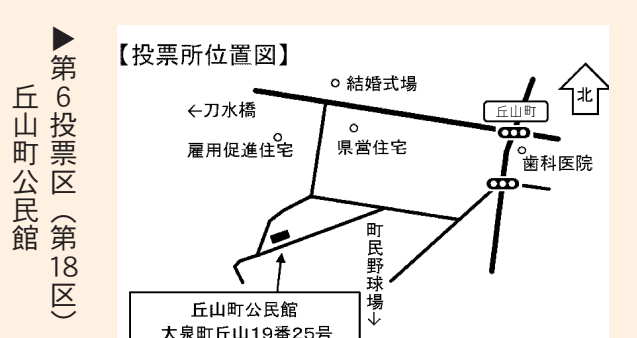 ▶第6投票区（第18区）
丘山町公民館
【投票所位置図】
結婚式場
北
←刀水橋
丘山町
雇用促進住宅
県営住宅
歯科医院
町民野球場↓
丘山町公民館
大泉町丘山19番25号